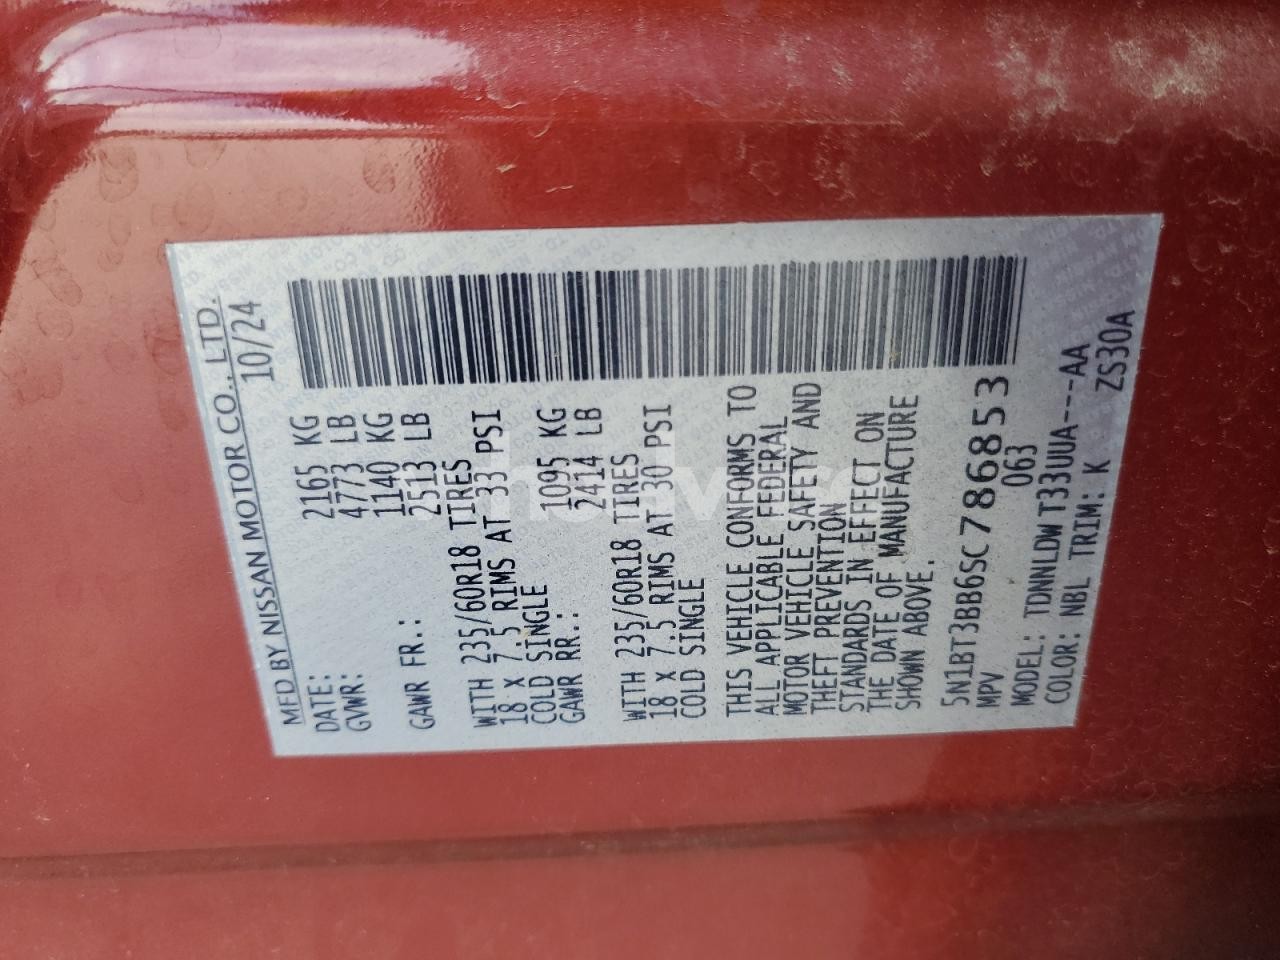 MFD BY NISSAN MOTOR CO., LTD.
DATE: 10/24
GVWR: 2165 KG
4773 LB
GAWR FR.: 1140 KG
2513 LB
WITH 235/60R18 TIRES
18 X 7.5 RIMS AT 33 PSI
COLD SINGLE
GAWR RR.: 1095 KG
2414 LB
WITH 235/60R18 TIRES
18 X 7.5 RIMS AT 30 PSI
COLD SINGLE
THIS VEHICLE CONFORMS TO
ALL APPLICABLE FEDERAL
MOTOR VEHICLE SAFETY AND
THEFT PREVENTION
STANDARDS IN EFFECT ON
THE DATE OF MANUFACTURE
SHOWN ABOVE.
5N1BT3BB6SC786853
MPV 063
MODEL: TDNNLDW T33UUA---AA
COLOR: NBL TRIM: K ZS30A